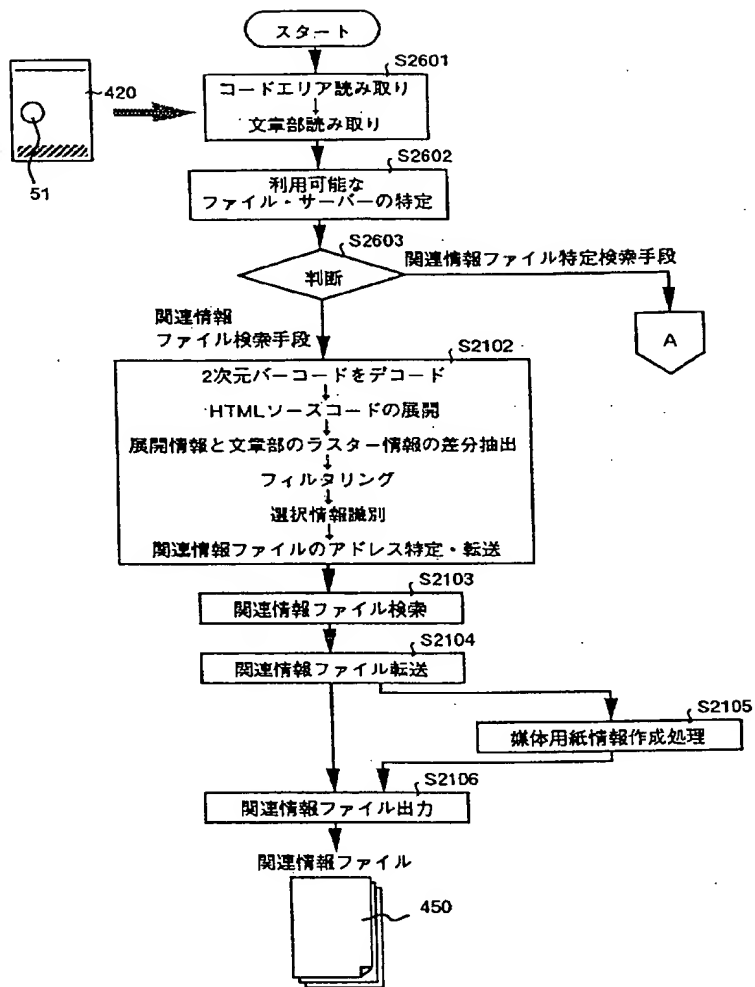 スタート
S2601
420
コードエリア読み取り
文章部読み取り
51
S2602
利用可能な
ファイル・サーバーの特定
S2603
関連情報ファイル特定検索手段
判断
A
関連情報
ファイル検索手段
S2102
2次元バーコードをデコード
HTMLソーズコードの展開
展開情報と文章部のラスター情報の差分抽出
フィルタリング
選択情報識別
関連情報ファイルのアドレス特定・転送
S2103
関連情報ファイル検索
S2104
関連情報ファイル転送
S2105
媒体用紙情報作成処理
S2106
関連情報ファイル出力
関連情報ファイル
450